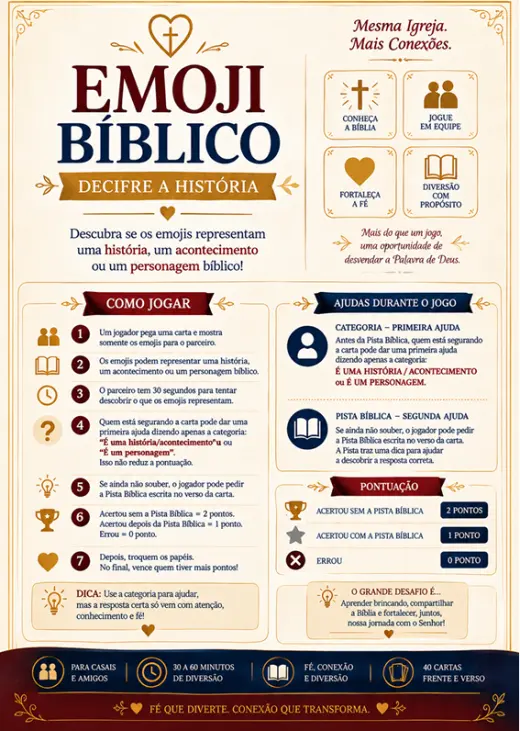 EMOJI
BÍBLICO
DECIFRE A HISTÓRIA
Descubra se os emojis representam
uma história, um acontecimento
ou um personagem bíblico!
Mesma Igreja.
Mais Conexões.
CONHEÇA
A BÍBLIA
JOGUE
EM EQUIPE
FORTALEÇA
A FÉ
DIVERSÃO
COM
PROPÓSITO
Mais do que um jogo,
uma oportunidade de
desvendar a Palavra de Deus.
COMO JOGAR
1
Um jogador pega uma carta e mostra
somente os emojis para o parceiro.
2
Os emojis podem representar uma história,
um acontecimento ou um personagem bíblico.
3
O parceiro tem 30 segundos para tentar
descobrir o que os emojis representam.
4
Quem está segurando a carta pode dar uma
primeira ajuda dizendo apenas a categoria:
"É uma história/acontecimento"u ou
"É um personagem".
Isso não reduz a pontuação.
5
Se ainda não souber, o jogador pode pedir
a Pista Bíblica escrita no verso da carta.
6
Acertou sem a Pista Bíblica = 2 pontos.
Acertou depois da Pista Bíblica = 1 ponto.
Errou = 0 ponto.
7
Depois, troquem os papéis.
No final, vence quem tiver mais pontos!
DICA: Use a categoria para ajudar,
mas a resposta certa só vem com atenção,
conhecimento e fé!
AJUDAS DURANTE O JOGO
CATEGORIA – PRIMEIRA AJUDA
Antes da Pista Bíblica, quem está segurando
a carta pode dar uma primeira ajuda
dizendo apenas a categoria:
É UMA HISTÓRIA / ACONTECIMENTO
ou É UM PERSONAGEM.
PISTA BÍBLICA – SEGUNDA AJUDA
Se ainda não souber, o jogador pode pedir
a Pista Bíblica escrita no verso da carta.
A Pista traz uma dica para ajudar
a descobrir a resposta correta.
PONTUAÇÃO
ACERTOU SEM A PISTA BÍBLICA 2 PONTOS
ACERTOU COM A PISTA BÍBLICA 1 PONTO
ERROU 0 PONTO
O GRANDE DESAFIO É...
Aprender brincando, compartilhar
a Bíblia e fortalecer, juntos,
nossa jornada com o Senhor!
PARA CASAIS
E AMIGOS
30 A 60 MINUTOS
DE DIVERSÃO
FÉ, CONEXÃO
E DIVERSÃO
40 CARTAS
FRENTE E VERSO
FÉ QUE DIVERTE. CONEXÃO QUE TRANSFORMA.